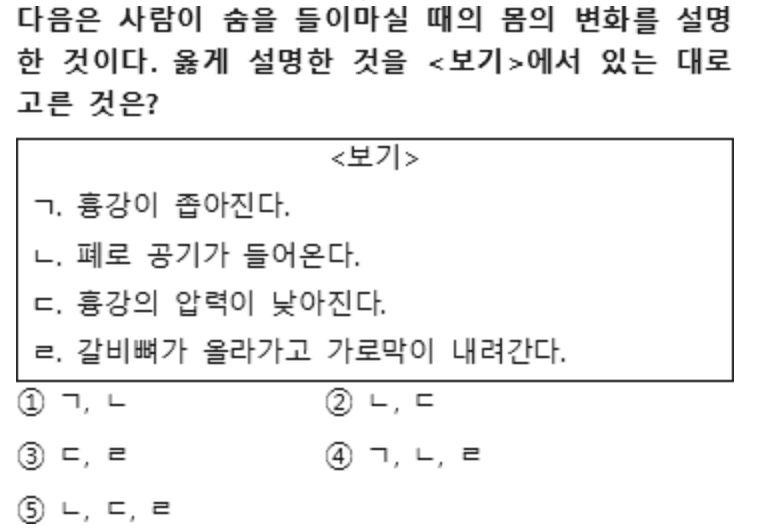 다음은 사람이 숨을 들이마실 때의 몸의 변화를 설명
한 것이다. 옳게 설명한 것을 <보기>에서 있는 대로
고른 것은?
<보기>
ㄱ. 흉강이 좁아진다.
ㄴ. 폐로 공기가 들어온다.
ㄷ. 흉강의 압력이 낮아진다.
ㄹ. 갈비뼈가 올라가고 가로막이 내려간다.
① ㄱ, ㄴ ② ㄴ, ㄷ
③ ㄷ, ㄹ ④ ㄱ, ㄴ, ㄹ
⑤ ㄴ, ㄷ, ㄹ